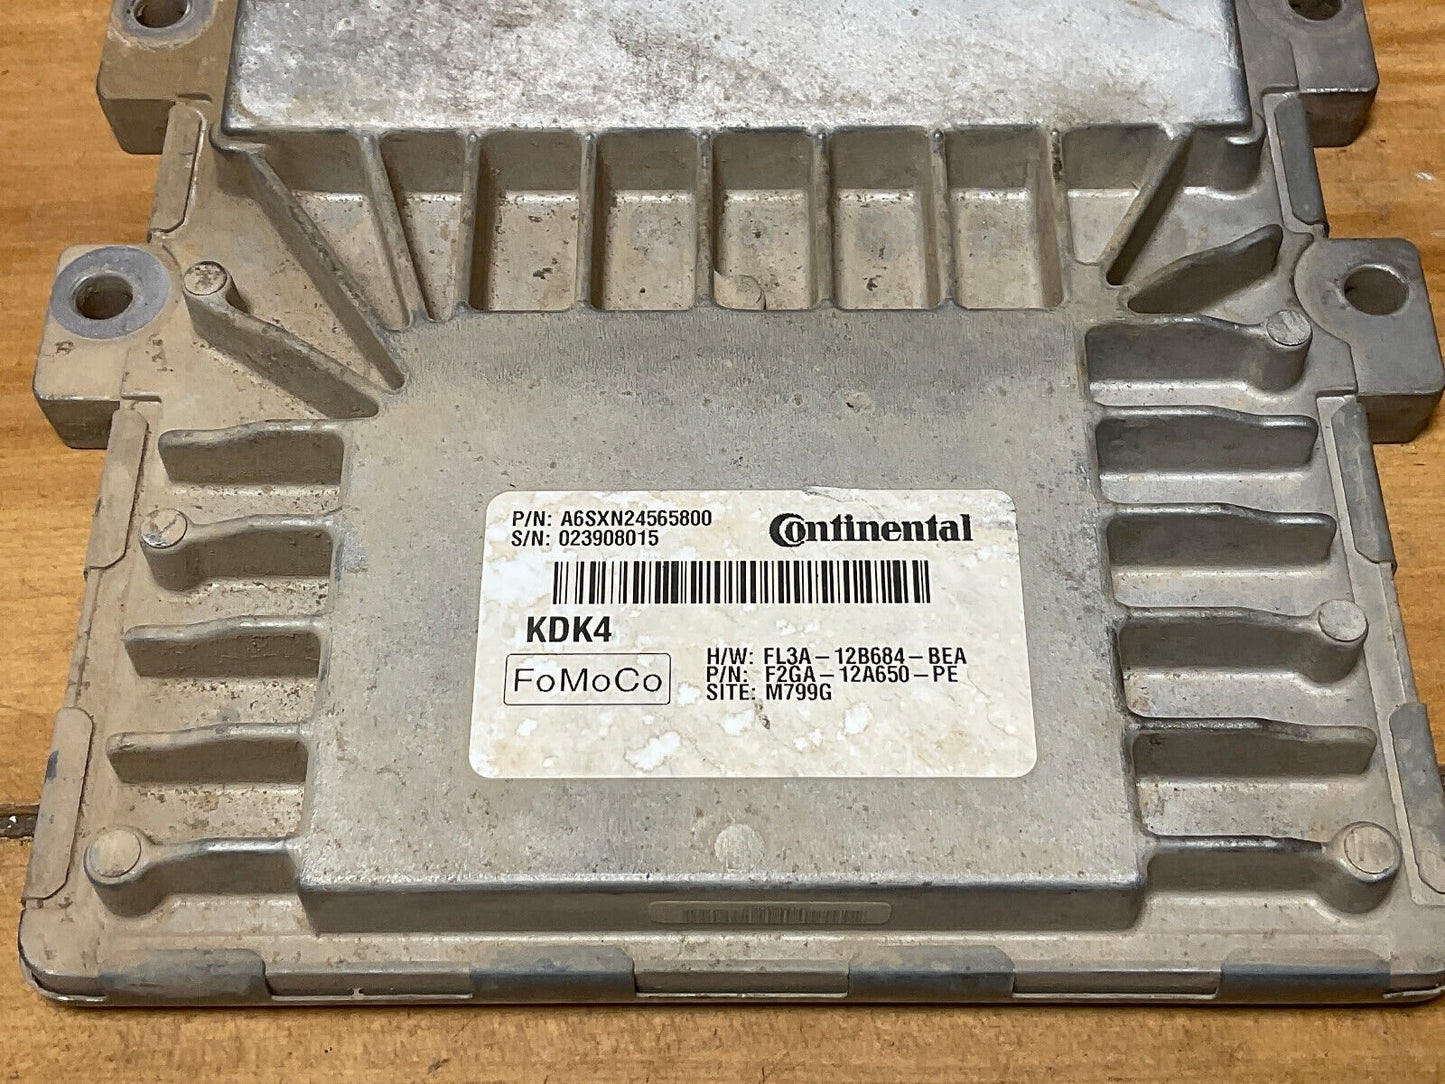 P/N: A6SXN24565800
S/N: 023908015
Continental
KDK4
FoMoCo
H/W: FL3A-12B684-BEA
P/N: F2GA-12A650-PE
SITE: M799G